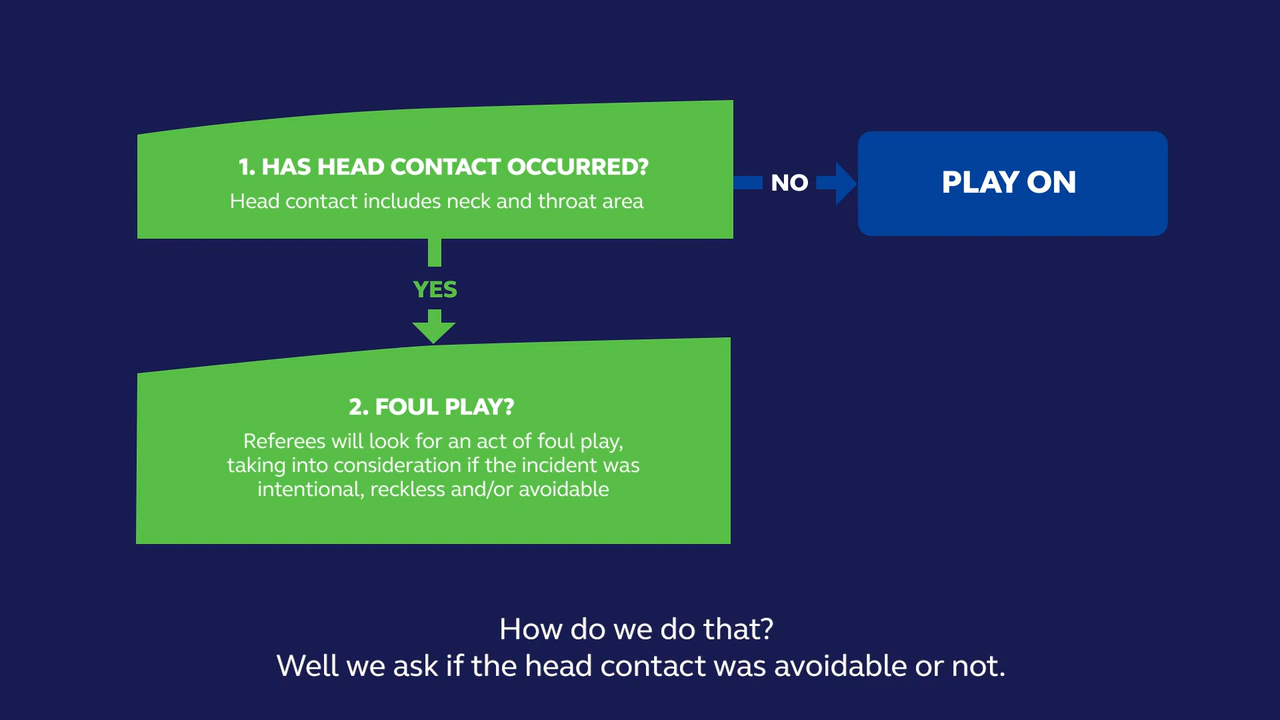 1. HAS HEAD CONTACT OCCURRED?
Head contact includes neck and throat area
NO
PLAY ON
YES
2. FOUL PLAY?
Referees will look for an act of foul play,
taking into consideration if the incident was
intentional, reckless and/or avoidable
How do we do that?
Well we ask if the head contact was avoidable or not.